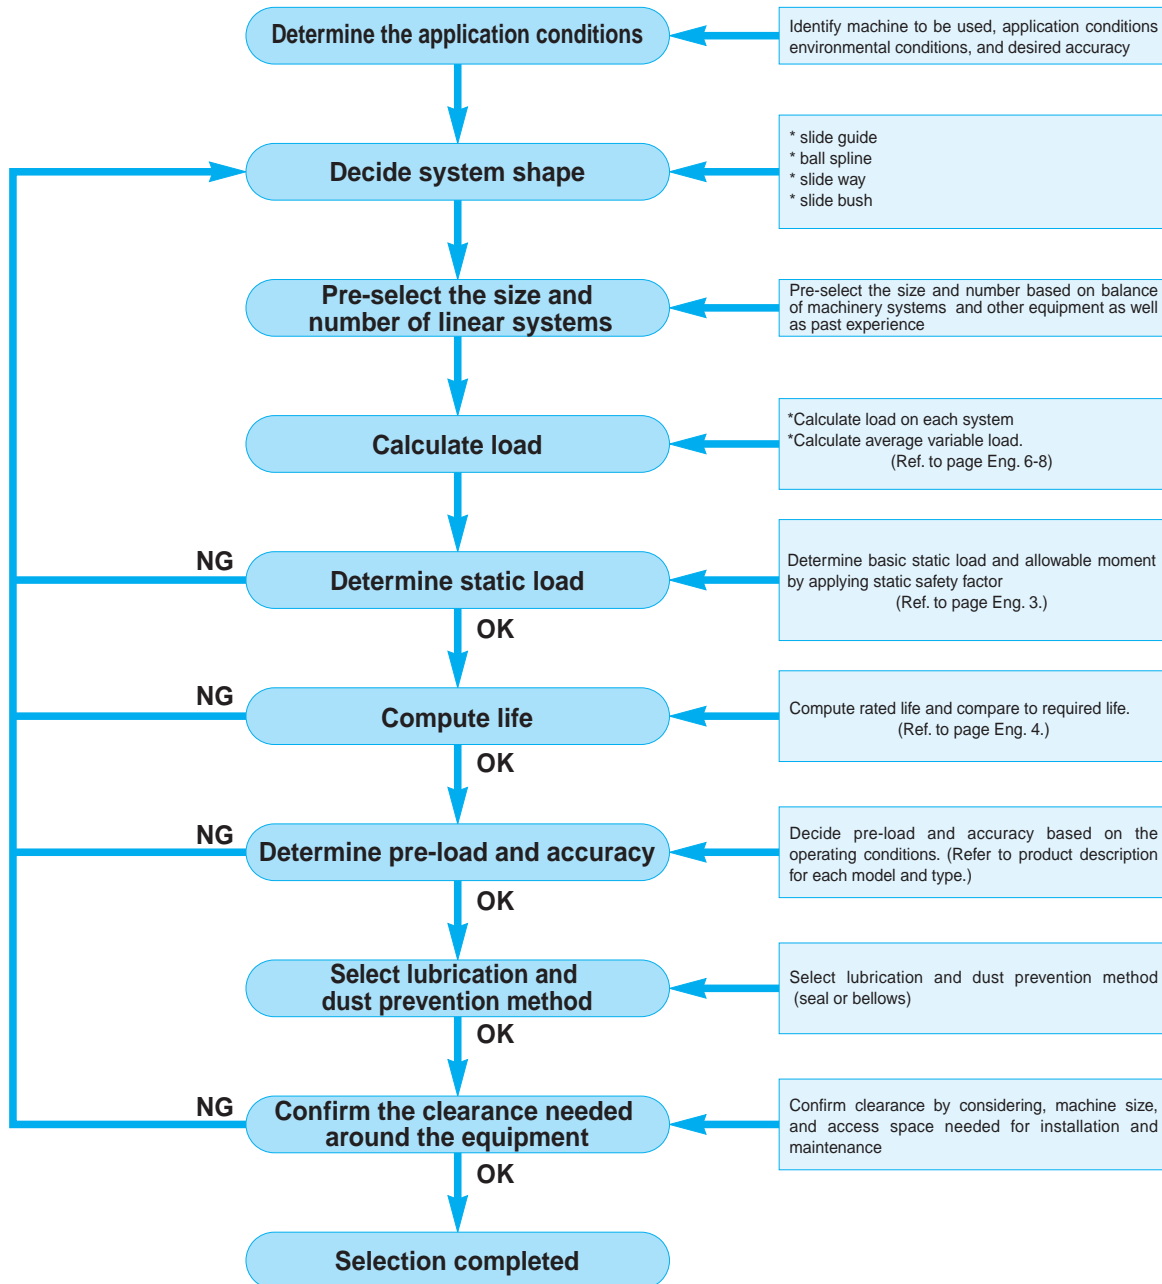 Determine the application conditions
Identify machine to be used, application conditions
environmental conditions, and desired accuracy
Decide system shape
* slide guide
* ball spline
* slide way
* slide bush
Pre-select the size and
number of linear systems
Pre-select the size and number based on balance
of machinery systems and other equipment as well
as past experience
Calculate load
*Calculate load on each system
*Calculate average variable load.
(Ref. to page Eng. 6-8)
NG
Determine static load
Determine basic static load and allowable moment
by applying static safety factor
(Ref. to page Eng. 3.)
OK
NG
Compute life
Compute rated life and compare to required life.
(Ref. to page Eng. 4.)
OK
NG
Determine pre-load and accuracy
Decide pre-load and accuracy based on the
operating conditions. (Refer to product description
for each model and type.)
OK
Select lubrication and
dust prevention method
Select lubrication and dust prevention method
(seal or bellows)
OK
NG
Confirm the clearance needed
around the equipment
Confirm clearance by considering, machine size,
and access space needed for installation and
maintenance
OK
Selection completed